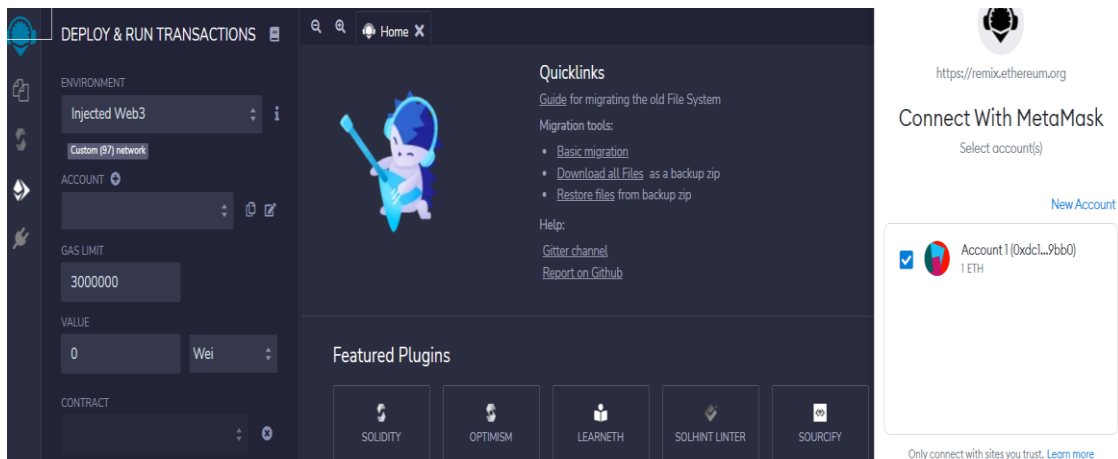 DEPLOY & RUN TRANSACTIONS
ENVIRONMENT
Injected Web3
Custom (97) network
ACCOUNT
GAS LIMIT
3000000
VALUE
0 Wei
CONTRACT
Home
Quicklinks
Guide for migrating the old File System
Migration tools:
• Basic migration
• Download all Files as a backup zip
• Restore files from backup zip
Help:
Gitter channel
Report on Github
Featured Plugins
SOLIDITY OPTIMISM LEARNETH SOLHINT LINTER SOURCIFY
https://remix.ethereum.org
Connect With MetaMask
Select account(s)
New Account
Account 1 (0xdc1...9bb0)
1 ETH
Only connect with sites you trust. Learn more